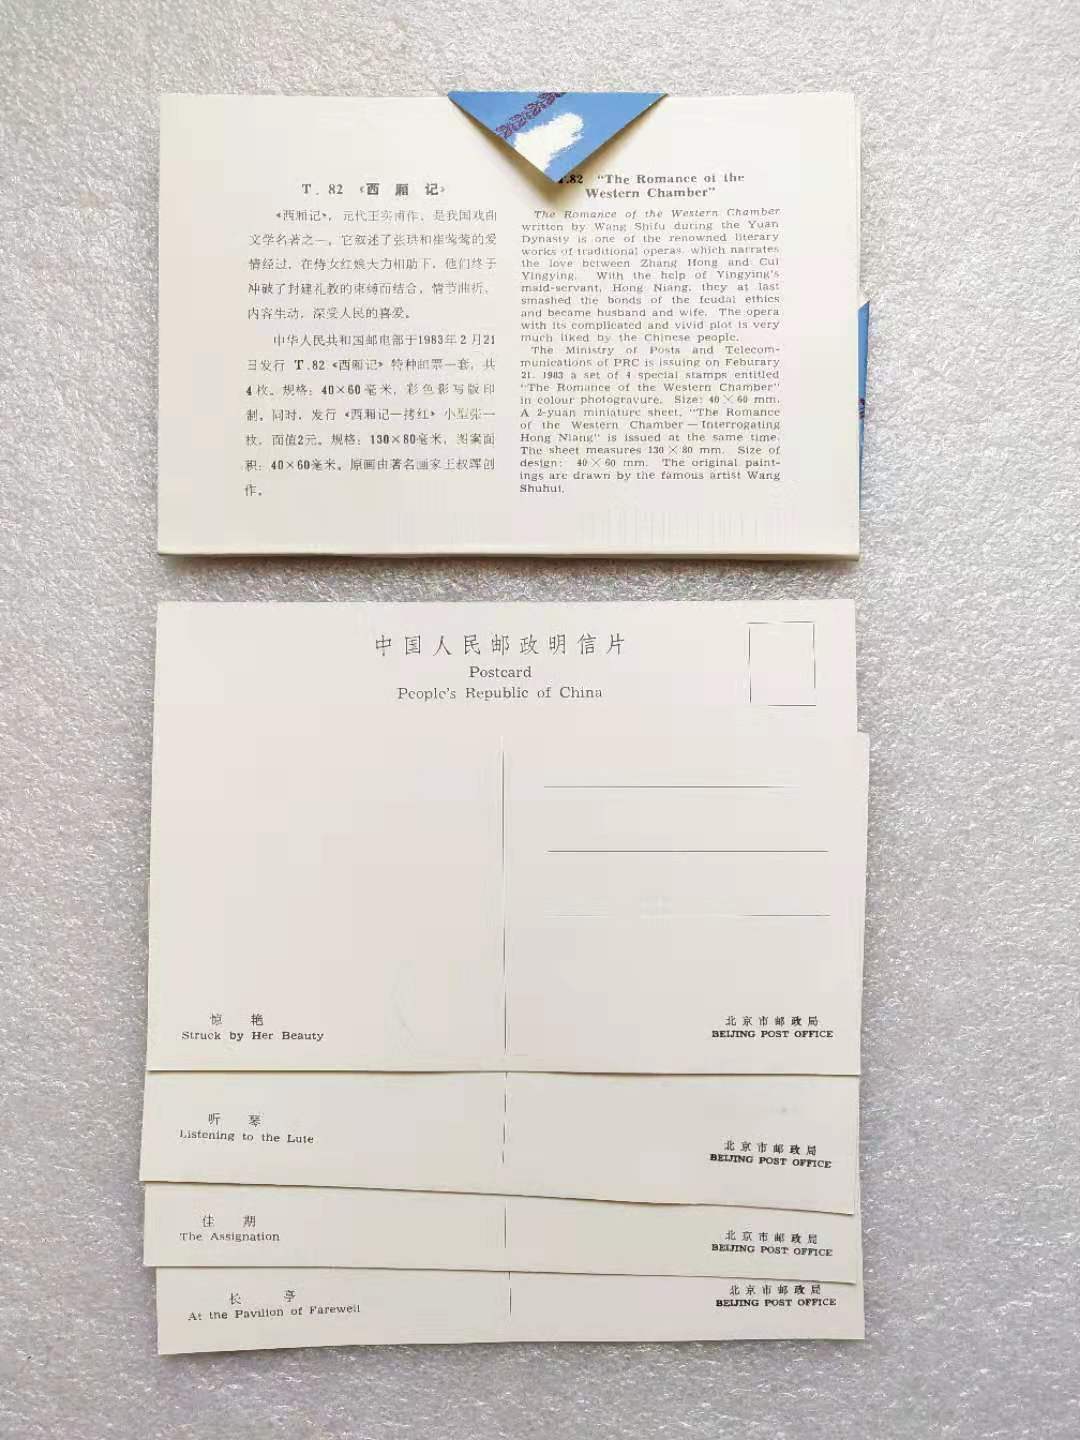 T.82 《西厢记》
《西厢记》，元代王实甫作，是我国戏曲
文学名著之一。它叙述了张珙和崔莺莺的爱
情经过，在侍女红娘大力相助下，他们终于
冲破了封建礼教的束缚而结合，情节曲折，
内容生动，深受人民的喜爱。
中华人民共和国邮电部于1983年2月21
日发行 T.82《西厢记》特种邮票一套，共
4枚。规格：40×60毫米，彩色影写版印
制。同时，发行《西厢记—拷红》小型张一
枚，面值2元。规格：130×80毫米，图案面
积：40×60毫米。原画由著名画家王叔晖创
作。
T.82 "The Romance of the
Western Chamber"
The Romance of the Western Chamber
written by Wang Shifu during the Yuan
Dynasty is one of the renowned literary
works of traditional operas, which narrates
the love between Zhang Hong and Cui
Yingying. With the help of Yingying's
maid-servant, Hong Niang, they at last
smashed the bonds of the feudal ethics
and became husband and wife. The opera
with its complicated and vivid plot is very
much liked by the Chinese people.
The Ministry of Posts and Telecom-
munications of PRC is issuing on Feburary
21, 1983 a set of 4 special stamps entitled
"The Romance of the Western Chamber"
in colour photogravure. Size: 40×60 mm.
A 2-yuan miniature sheet, "The Romance
of the Western Chamber—Interrogating
Hong Niang" is issued at the same time.
The sheet measures 130×80 mm. Size of
design: 40×60 mm. The original paint-
ings are drawn by the famous artist Wang
Shuhui.
中国人民邮政明信片
Postcard
People's Republic of China
惊艳
Struck by Her Beauty
北京市邮政局
BEIJING POST OFFICE
听琴
Listening to the Lute
北京市邮政局
BEIJING POST OFFICE
佳期
The Assignation
北京市邮政局
BEIJING POST OFFICE
长亭
At the Pavilion of Farewell
北京市邮政局
BEIJING POST OFFICE